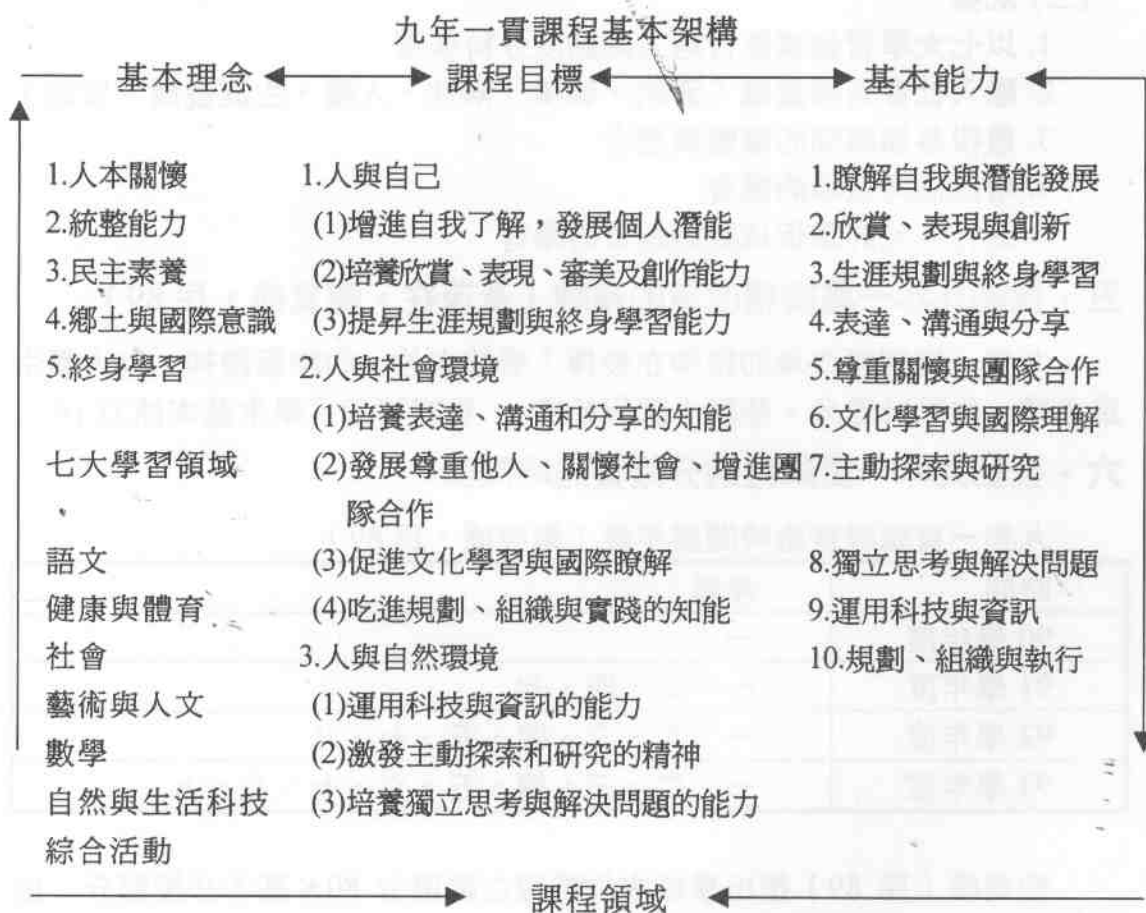 九年一貫課程基本架構
基本理念 課程目標 基本能力
1.人本關懷 1.人與自己 1.瞭解自我與潛能發展
2.統整能力 (1)增進自我了解，發展個人潛能 2.欣賞、表現與創新
3.民主素養 (2)培養欣賞、表現、審美及創作能力 3.生涯規劃與終身學習
4.鄉土與國際意識 (3)提昇生涯規劃與終身學習能力 4.表達、溝通與分享
5.終身學習 2.人與社會環境 5.尊重關懷與團隊合作
(1)培養表達、溝通和分享的知能 6.文化學習與國際理解
七大學習領域 (2)發展尊重他人、關懷社會、增進團 7.主動探索與研究
隊合作
語文 (3)促進文化學習與國際瞭解 8.獨立思考與解決問題
健康與體育 (4)吃進規劃、組織與實踐的知能 9.運用科技與資訊
社會 3.人與自然環境 10.規劃、組織與執行
藝術與人文 (1)運用科技與資訊的能力
數學 (2)激發主動探索和研究的精神
自然與生活科技 (3)培養獨立思考與解決問題的能力
綜合活動
課程領域